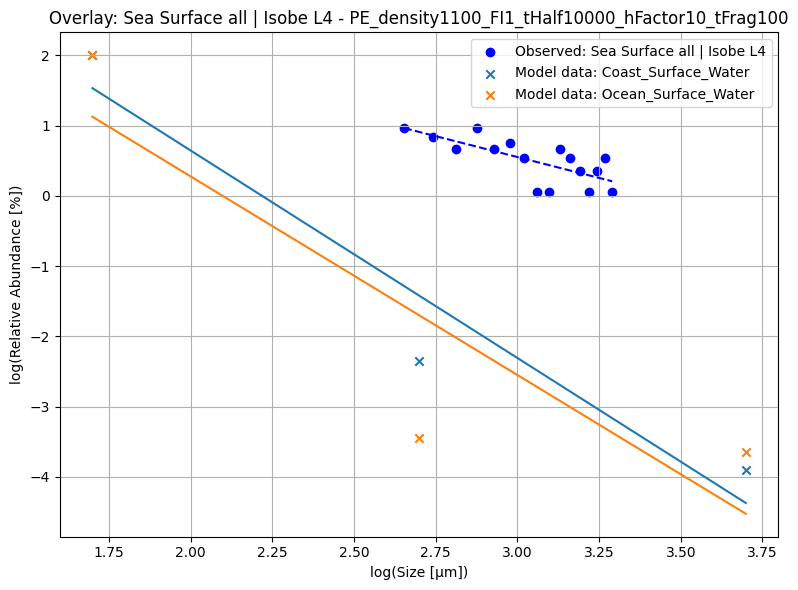 Overlay: Sea Surface all | Isobe L4 - PE_density1100_FI1_tHalf10000_hFactor10_tFrag100
Observed: Sea Surface all | Isobe L4
Model data: Coast_Surface_Water
Model data: Ocean_Surface_Water
log(Relative Abundance [%])
2
1
0
−1
−2
−3
−4
1.75
2.00
2.25
2.50
2.75
3.00
3.25
3.50
3.75
log(Size [µm])